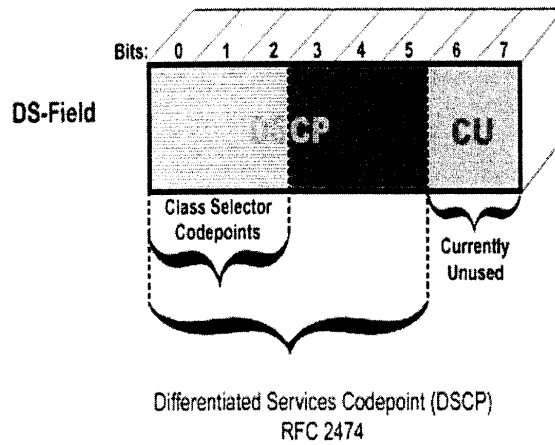 Bits: 0 1 2 3 4 5 6 7
DS-Field
DSCP
CU
Class Selector
Codepoints
Currently
Unused
Differentiated Services Codepoint (DSCP)
RFC 2474